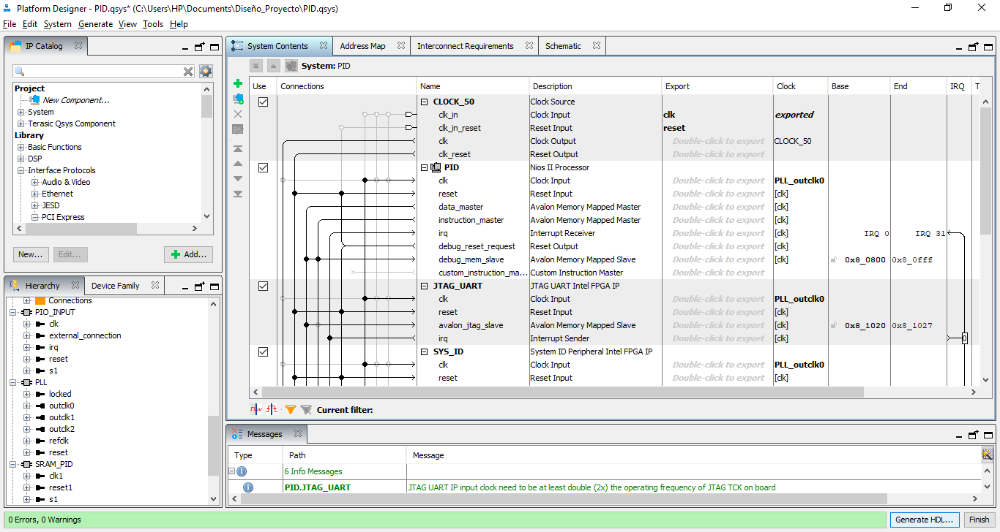 Platform Designer - PID.qsys* (C:\Users\HP\Documents\Diseño_Proyecto\PID.qsys)
File Edit System Generate View Tools Help
IP Catalog
Project
New Component...
System
Terasic Qsys Component
Library
Basic Functions
DSP
Interface Protocols
Audio & Video
Ethernet
JESD
PCI Express
New... Edit... Add...
Hierarchy Device Family
Connections
PIO_INPUT
clk
external_connection
irq
reset
s1
PLL
locked
outclk0
outclk1
outclk2
refclk
reset
SRAM_PID
clk1
reset1
s1
System Contents Address Map Interconnect Requirements Schematic
System: PID
Use Connections Name Description Export Clock Base End IRQ T
CLOCK_50 Clock Source
clk_in Clock Input clk exported
clk_in_reset Reset Input reset
clk Clock Output Double-click to export CLOCK_50
clk_reset Reset Output Double-click to export
PID Nios II Processor
clk Clock Input Double-click to export PLL_outclk0
reset Reset Input Double-click to export [clk]
data_master Avalon Memory Mapped Master Double-click to export [clk]
instruction_master Avalon Memory Mapped Master Double-click to export [clk]
irq Interrupt Receiver Double-click to export [clk] IRQ 0 IRQ 31
debug_reset_request Reset Output Double-click to export [clk]
debug_mem_slave Avalon Memory Mapped Slave Double-click to export [clk] 0x8_0800 0x8_0fff
custom_instruction_ma... Custom Instruction Master Double-click to export
JTAG_UART JTAG UART Intel FPGA IP
clk Clock Input Double-click to export PLL_outclk0
reset Reset Input Double-click to export [clk]
avalon_jtag_slave Avalon Memory Mapped Slave Double-click to export [clk] 0x8_1020 0x8_1027
irq Interrupt Sender Double-click to export [clk] 0
SYS_ID System ID Peripheral Intel FPGA IP
clk Clock Input Double-click to export PLL_outclk0
reset Reset Input Double-click to export [clk]
Current filter:
Messages
Type Path Message
6 Info Messages
PID.JTAG_UART JTAG UART IP input clock need to be at least double (2x) the operating frequency of JTAG TCK on board
0 Errors, 0 Warnings
Generate HDL... Finish